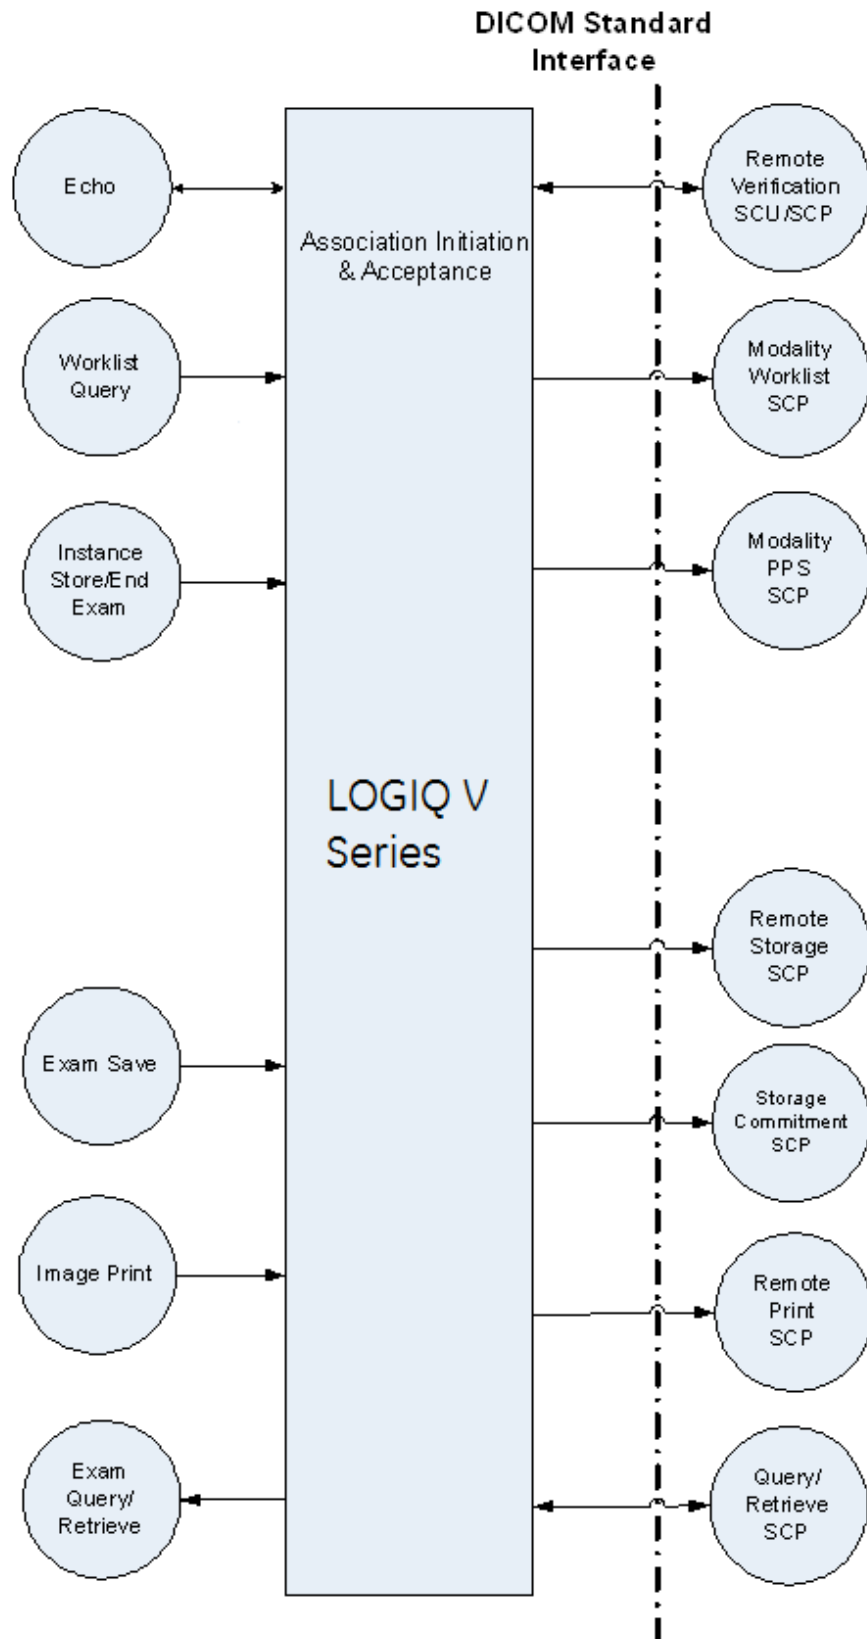 DICOM Standard
Interface
Echo
Remote
Verification
SCU/SCP
Association Initiation
& Acceptance
Worklist
Query
Modality
Worklist
SCP
Instance
Store/End
Exam
Modality
PPS
SCP
LOGIQ V
Series
Remote
Storage
SCP
Exam Save
Storage
Commitment
SCP
Image Print
Remote
Print
SCP
Exam
Query/
Retrieve
Query/
Retrieve
SCP